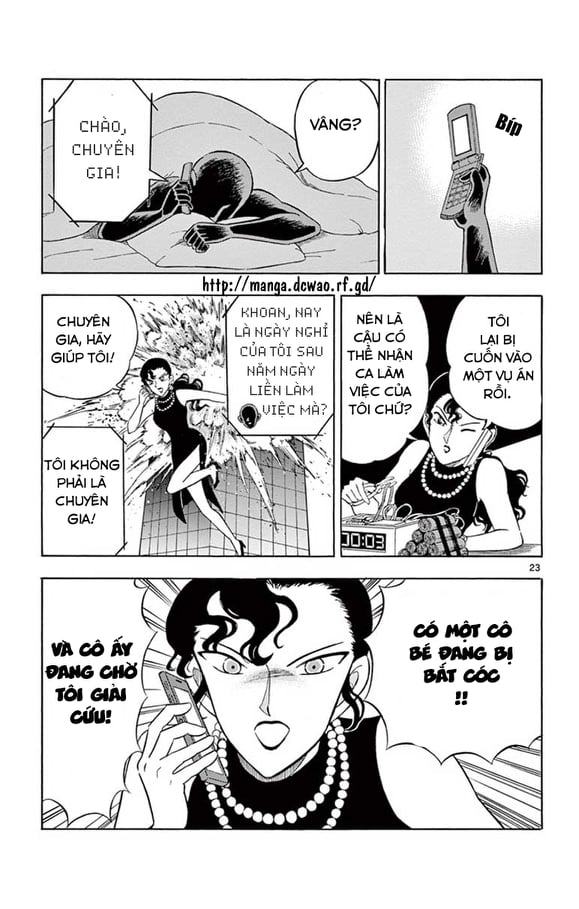 Bíp
VÂNG?
CHÀO,
CHUYÊN
GIA!
http://manga.dcwao.rf.gd/
TÔI
LẠI BỊ
CUỐN VÀO
MỘT VỤ ÁN
RỒI.
NÊN LÀ
CẬU CÓ
THỂ NHẬN
CA LÀM
VIỆC CỦA
TÔI CHỨ?
00:03
KHOAN, NAY
LÀ NGÀY NGHỈ
CỦA TÔI SAU
NĂM NGÀY
LIỀN LÀM
VIỆC MÀ?
CHUYÊN
GIA, HÃY
GIÚP TÔI!
TÔI KHÔNG
PHẢI LÀ
CHUYÊN
GIA!
23
CÓ MỘT CÔ
BÉ ĐANG BỊ
BẮT CÓC
!!
VÀ CÔ ẤY
ĐANG CHỜ
TÔI GIẢI
CỨU!